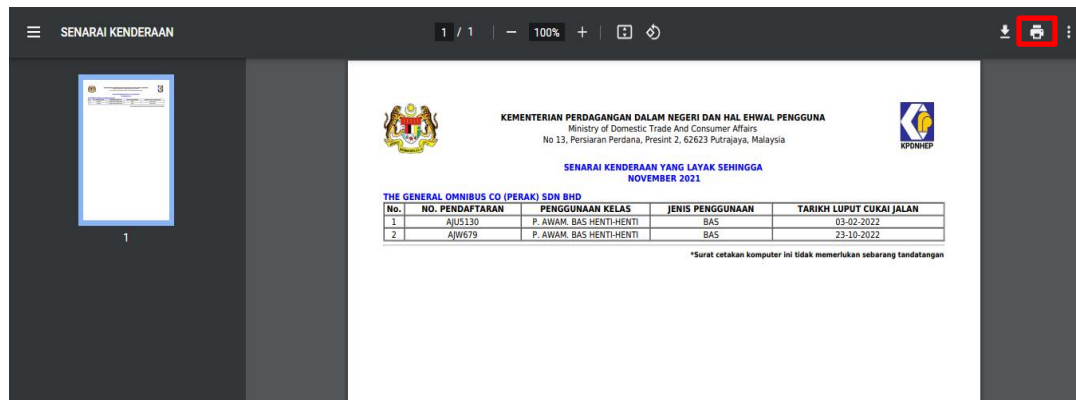 SENARAI KENDERAAN
1 / 1
100%
1
KEMENTERIAN PERDAGANGAN DALAM NEGERI DAN HAL EHWAL PENGGUNA
Ministry of Domestic Trade And Consumer Affairs
No 13, Persiaran Perdana, Presint 2, 62623 Putrajaya, Malaysia
KPDNHEP
SENARAI KENDERAAN YANG LAYAK SEHINGGA
NOVEMBER 2021
THE GENERAL OMNIBUS CO (PERAK) SDN BHD
No. NO. PENDAFTARAN PENGGUNAAN KELAS JENIS PENGGUNAAN TARIKH LUPUT CUKAI JALAN
1 AJU5130 P. AWAM. BAS HENTI-HENTI BAS 03-02-2022
2 AJW679 P. AWAM. BAS HENTI-HENTI BAS 23-10-2022
*Surat cetakan komputer ini tidak memerlukan sebarang tandatangan